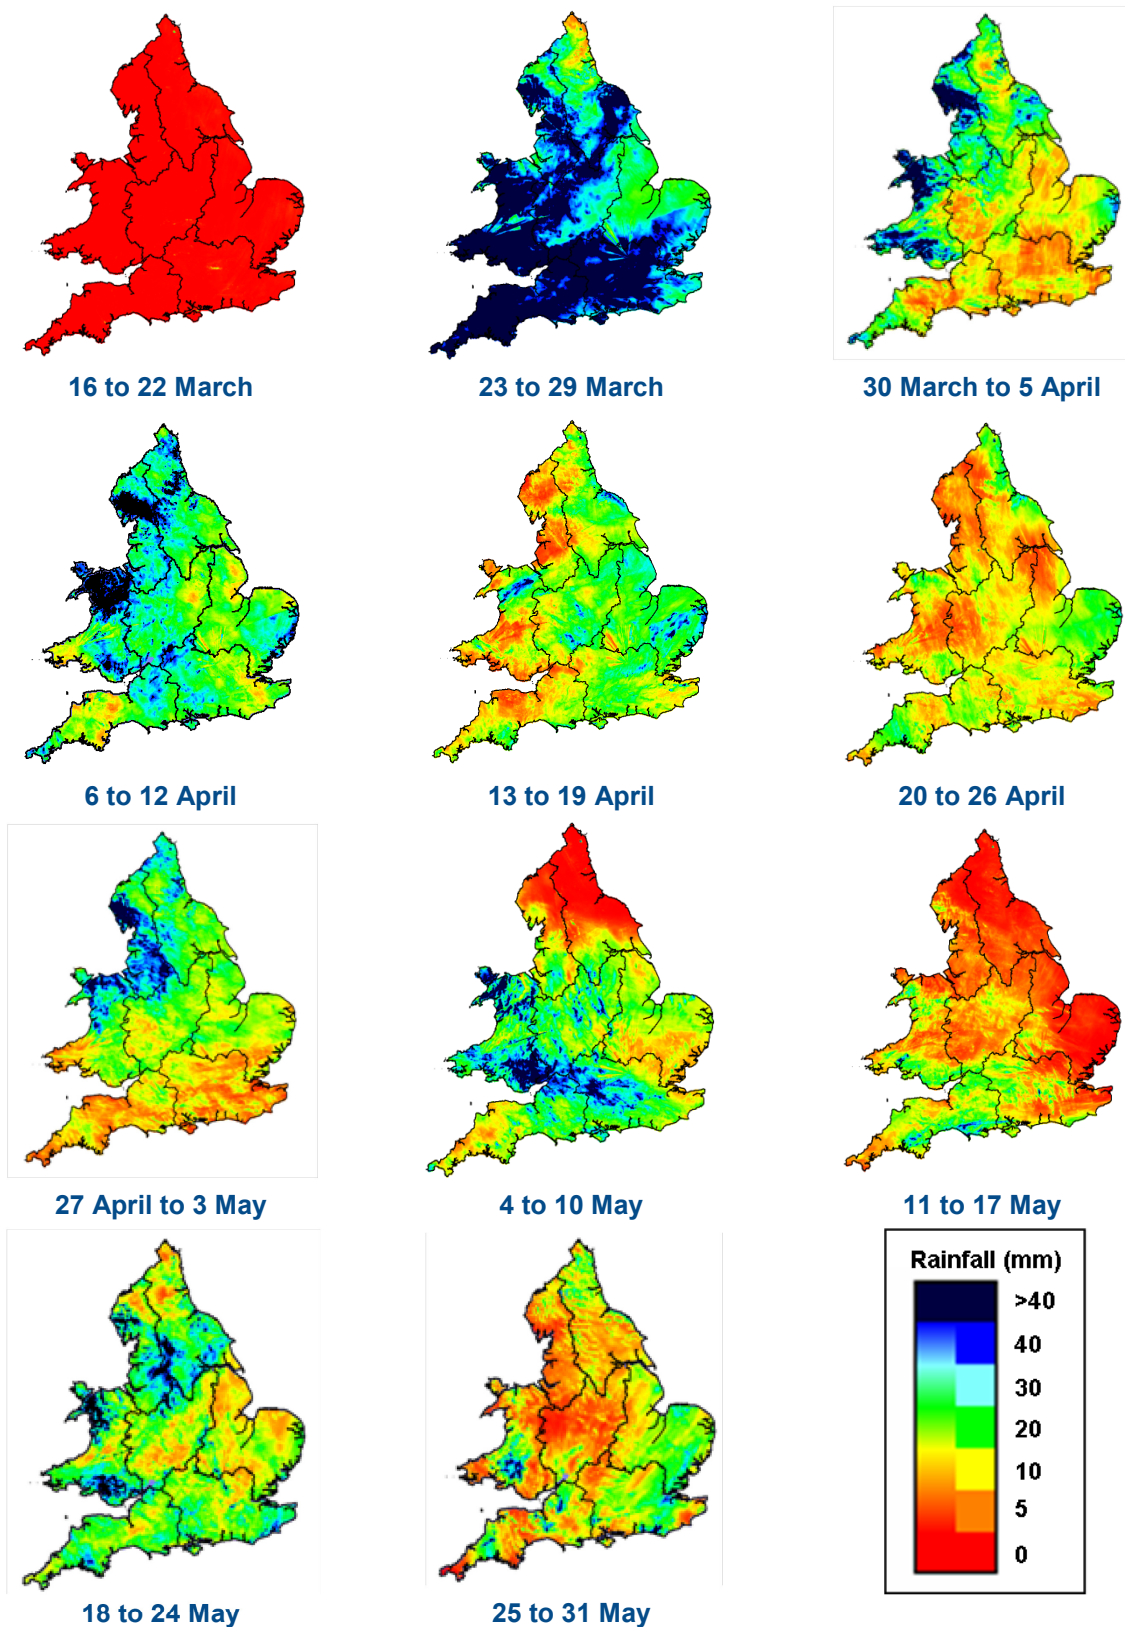 16 to 22 March
23 to 29 March
30 March to 5 April
6 to 12 April
13 to 19 April
20 to 26 April
27 April to 3 May
4 to 10 May
11 to 17 May
18 to 24 May
25 to 31 May
Rainfall (mm)
>40
40
30
20
10
5
0